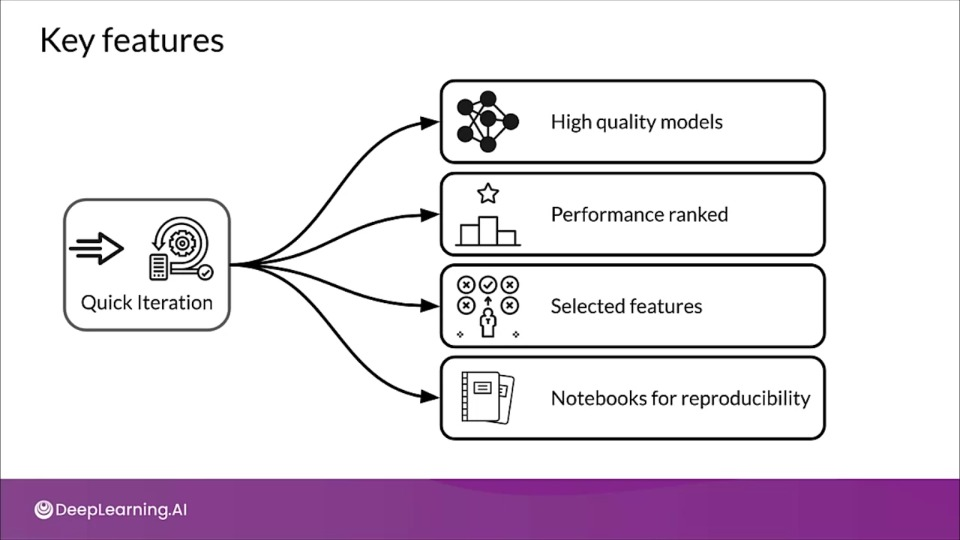 Key features
High quality models
Performance ranked
Selected features
Quick Iteration
Notebooks for reproducibility
DeepLearning.AI